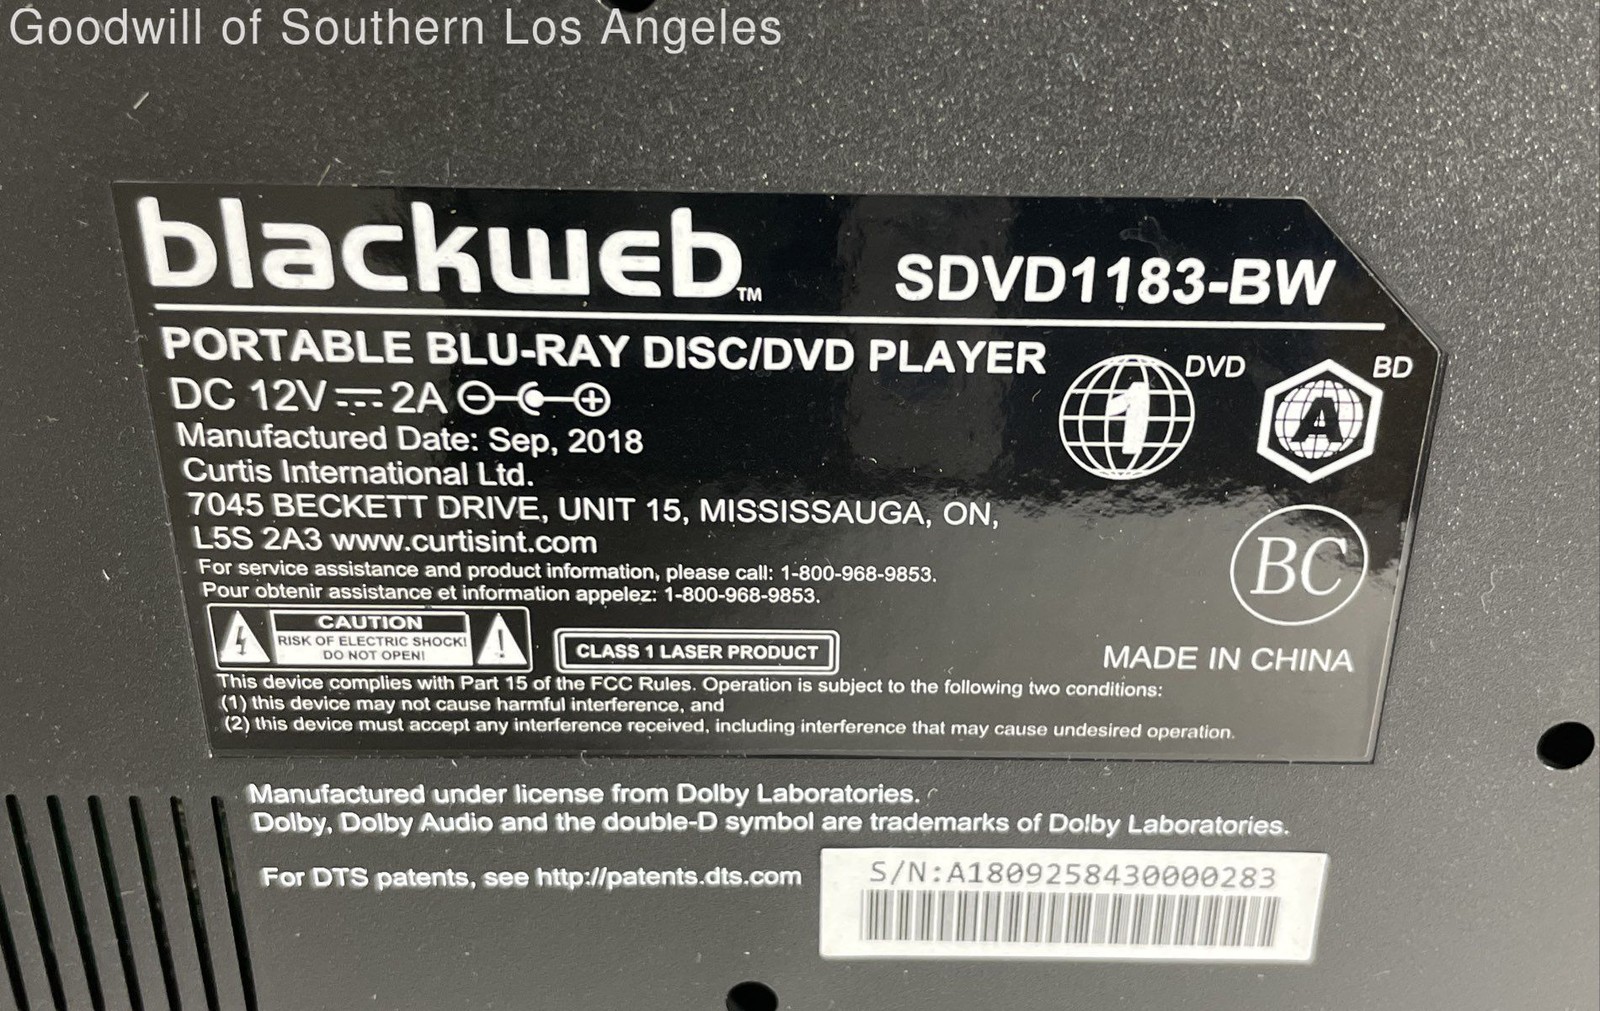 Goodwill of Southern Los Angeles
blackweb TM
SDVD1183-BW
PORTABLE BLU-RAY DISC/DVD PLAYER
DC 12V 2A
1 DVD
A BD
Manufactured Date: Sep, 2018
Curtis International Ltd.
7045 BECKETT DRIVE, UNIT 15, MISSISSAUGA, ON,
L5S 2A3 www.curtisint.com
For service assistance and product information, please call: 1-800-968-9853.
Pour obtenir assistance et information appelez: 1-800-968-9853.
BC
CAUTION
RISK OF ELECTRIC SHOCK!
DO NOT OPEN!
CLASS 1 LASER PRODUCT
MADE IN CHINA
This device complies with Part 15 of the FCC Rules. Operation is subject to the following two conditions:
(1) this device may not cause harmful interference, and
(2) this device must accept any interference received, including interference that may cause undesired operation.
Manufactured under license from Dolby Laboratories.
Dolby, Dolby Audio and the double-D symbol are trademarks of Dolby Laboratories.
For DTS patents, see http://patents.dts.com
S/N:A1809258430000283